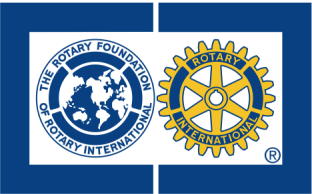 THE ROTARY FOUNDATION
OF ROTARY INTERNATIONAL
ROTARY
INTERNATIONAL
®